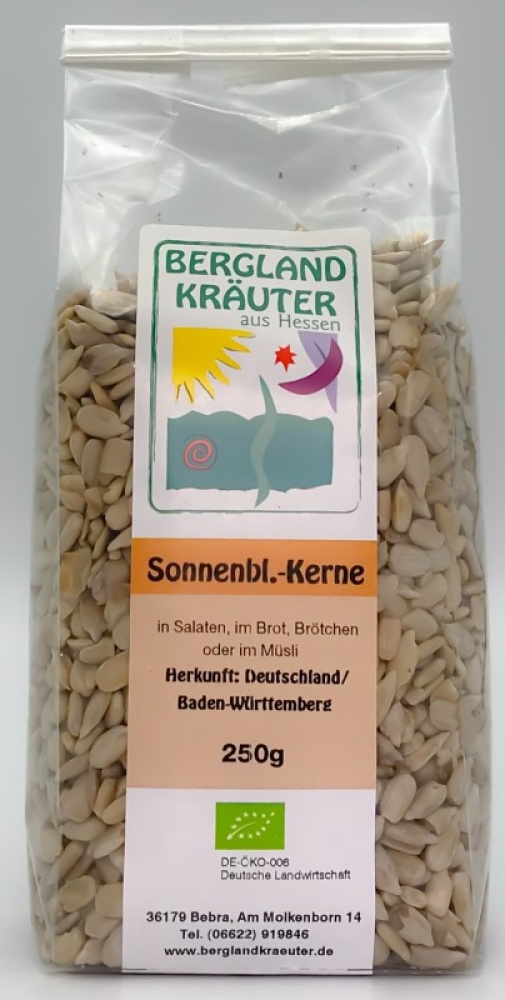 BERGLAND
KRÄUTER
aus Hessen
Sonnenbl.-Kerne
in Salaten, im Brot, Brötchen
oder im Müsli
Herkunft: Deutschland/
Baden-Württemberg
250g
DE-ÖKO-006
Deutsche Landwirtschaft
36179 Bebra, Am Molkenborn 14
Tel. (06622) 919846
www.berglandkraeuter.de